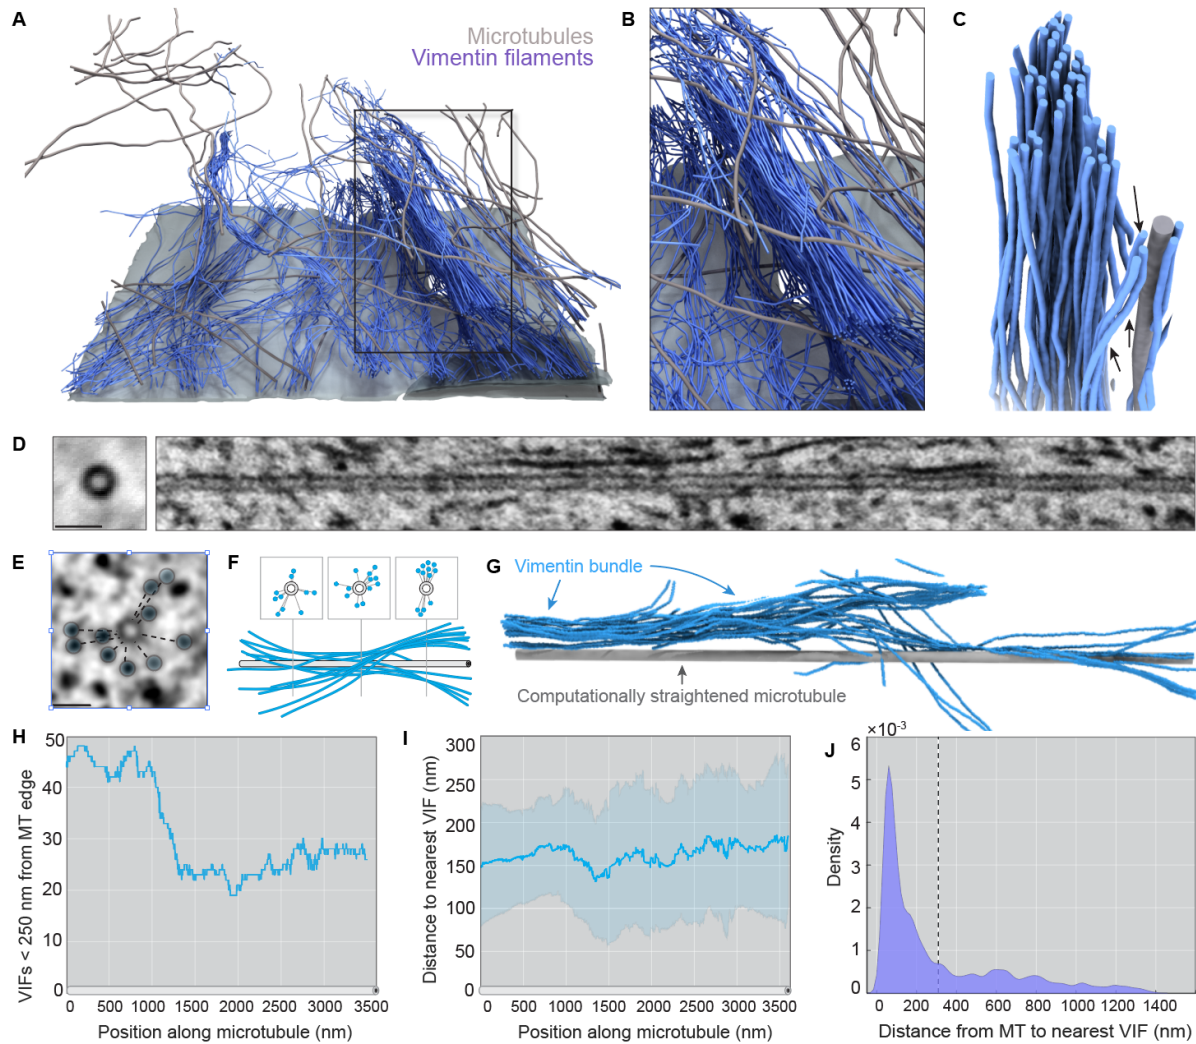 A
Microtubules
Vimentin filaments
B
C
D
E
F
G
Vimentin bundle
Computationally straightened microtubule
H
50
40
30
20
10
0
VIFs < 250 nm from MT edge
0 500 1000 1500 2000 2500 3000 3500
Position along microtubule (nm)
I
300
250
200
150
100
50
0
Distance to nearest VIF (nm)
0 500 1000 1500 2000 2500 3000 3500
Position along microtubule (nm)
J
×10⁻³
6
5
4
3
2
1
0
Density
0 200 400 600 800 1000 1200 1400
Distance from MT to nearest VIF (nm)